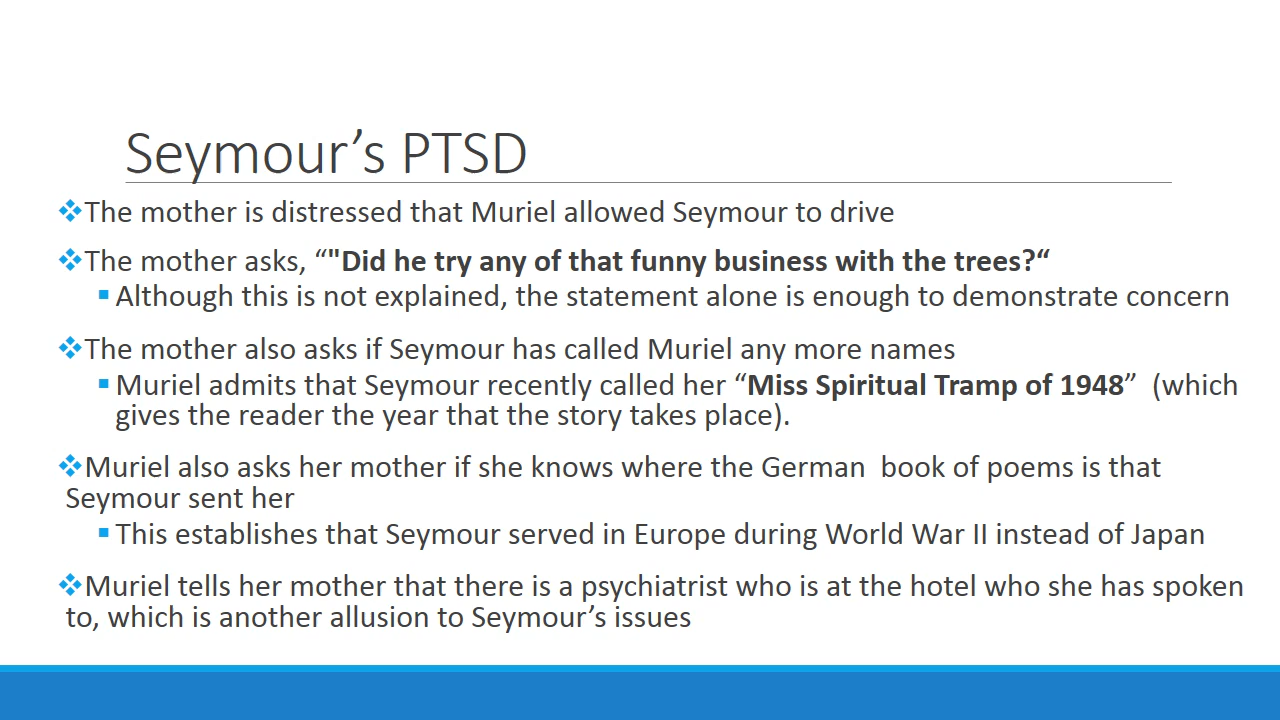 Seymour’s PTSD
❖The mother is distressed that Muriel allowed Seymour to drive
❖The mother asks, “"Did he try any of that funny business with the trees?“
▪Although this is not explained, the statement alone is enough to demonstrate concern
❖The mother also asks if Seymour has called Muriel any more names
▪Muriel admits that Seymour recently called her “Miss Spiritual Tramp of 1948”  (which
gives the reader the year that the story takes place).
❖Muriel also asks her mother if she knows where the German  book of poems is that
Seymour sent her
▪This establishes that Seymour served in Europe during World War II instead of Japan
❖Muriel tells her mother that there is a psychiatrist who is at the hotel who she has spoken
to, which is another allusion to Seymour’s issues